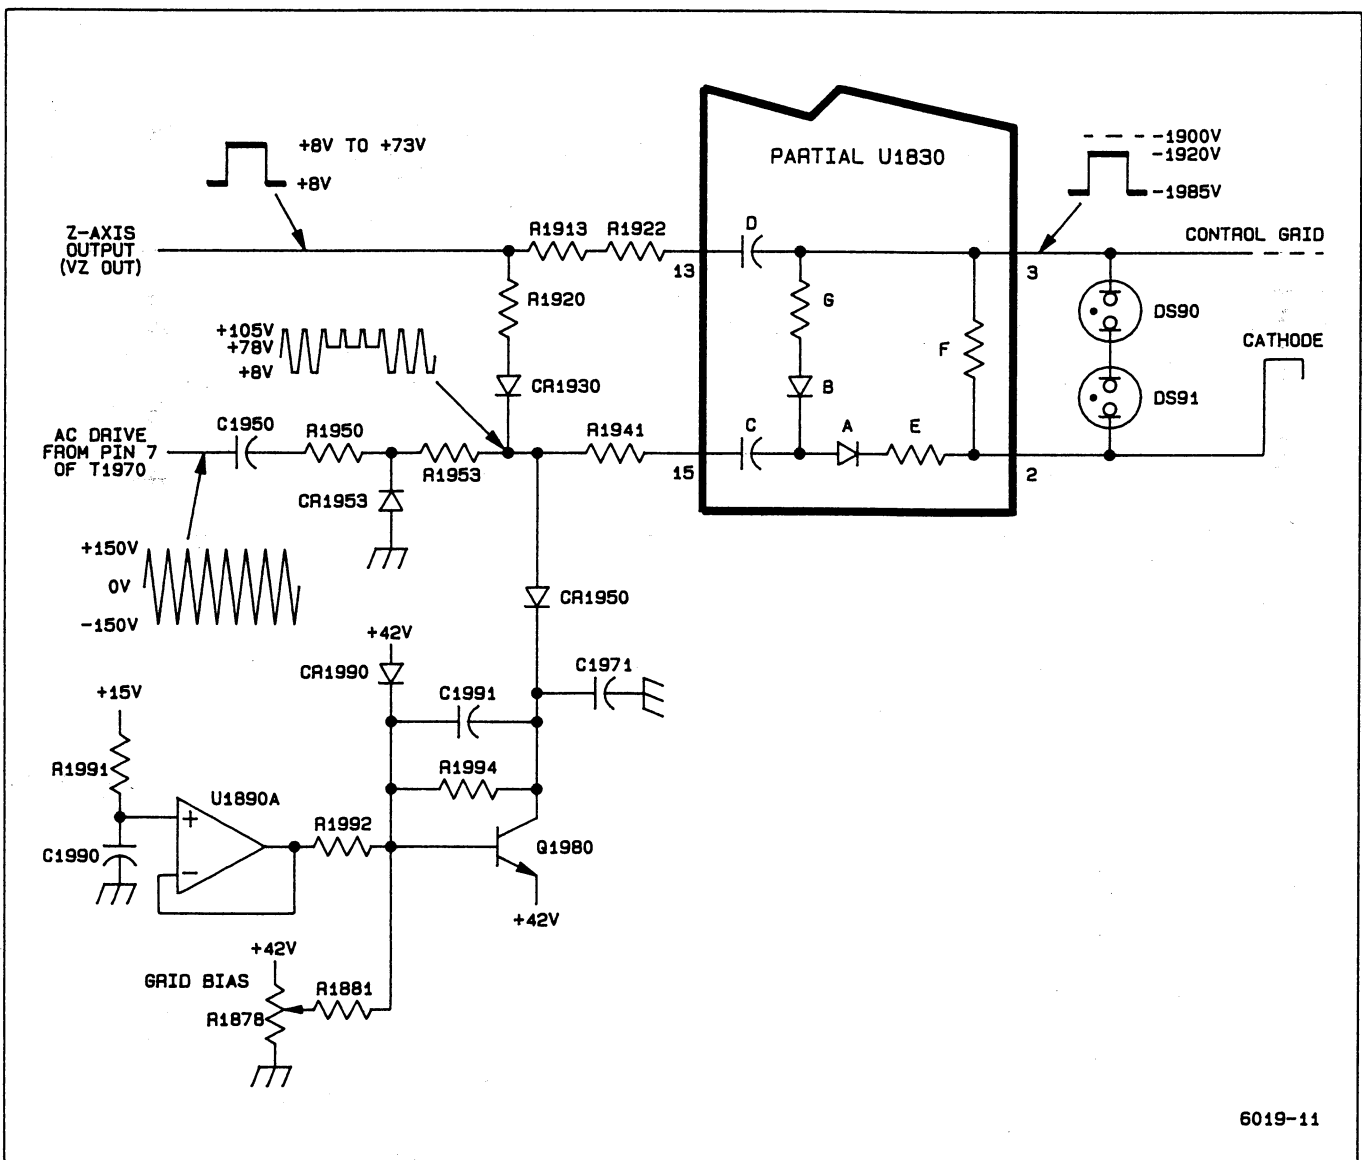 +8V TO +73V
+8V
PARTIAL U1830
-1900V
-1920V
-1985V
Z-AXIS
OUTPUT
(VZ OUT)
R1913
R1922
D
13
3
CONTROL GRID
R1920
G
F
DS90
+105V
+78V
+8V
CR1930
B
CATHODE
DS91
AC DRIVE
FROM PIN 7
OF T1970
C1950
R1950
R1953
R1941
15
C
A
E
2
CR1953
+150V
0V
-150V
CR1950
+42V
CR1990
C1991
C1971
+15V
R1991
R1994
U1890A
+
-
C1990
R1992
Q1980
+42V
+42V
GRID BIAS
R1878
R1881
6019-11